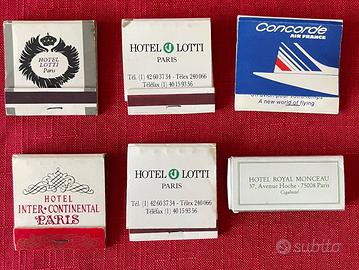 HOTEL
LOTTI
Paris
HOTEL LOTTI
PARIS
Tél. (1) 42 60 37 34 - Télex 240 066
Téléfax (1) 40 15 93 56
Concorde
AIR FRANCE
A new world of flying
HOTEL
INTER•CONTINENTAL
PARIS
HOTEL LOTTI
PARIS
Tél. (1) 42 60 37 34 - Télex 240 066
Téléfax (1) 40 15 93 56
HOTEL ROYAL MONCEAU
37, Avenue Hoche - 75008 Paris
subito